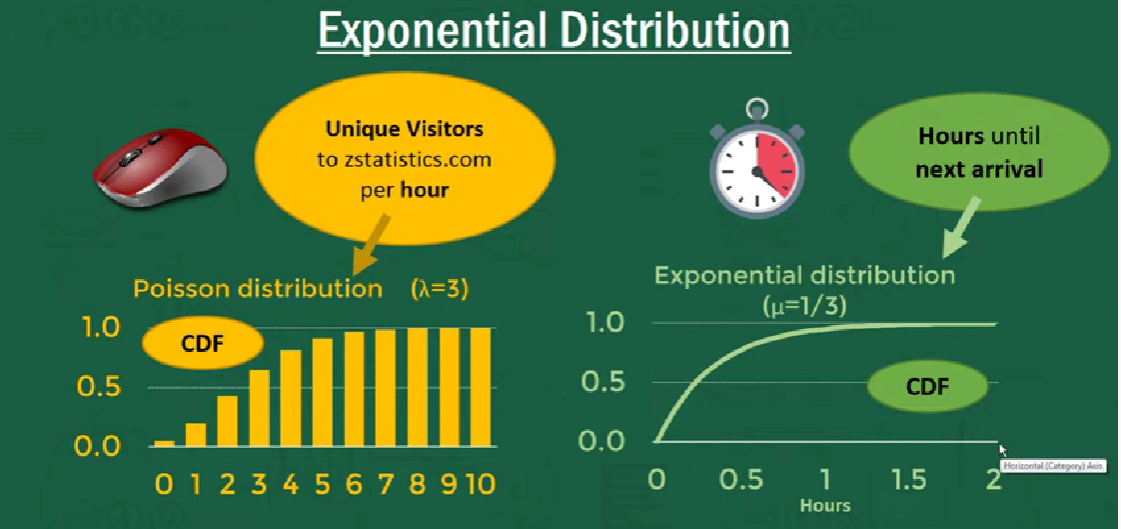 Exponential Distribution
Unique Visitors
to zstatistics.com
per hour
Hours until
next arrival
Poisson distribution (λ=3)
CDF
1.0
0.5
0.0
0 1 2 3 4 5 6 7 8 9 10
Exponential distribution
(μ=1/3)
1.0
0.5
0.0
CDF
0 0.5 1 1.5 2
Hours
Horizontal (Category) Axis